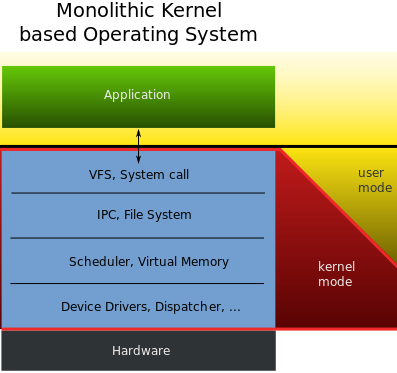 Monolithic Kernel
based Operating System
Application
VFS, System call
IPC, File System
Scheduler, Virtual Memory
Device Drivers, Dispatcher, ...
Hardware
user
mode
kernel
mode